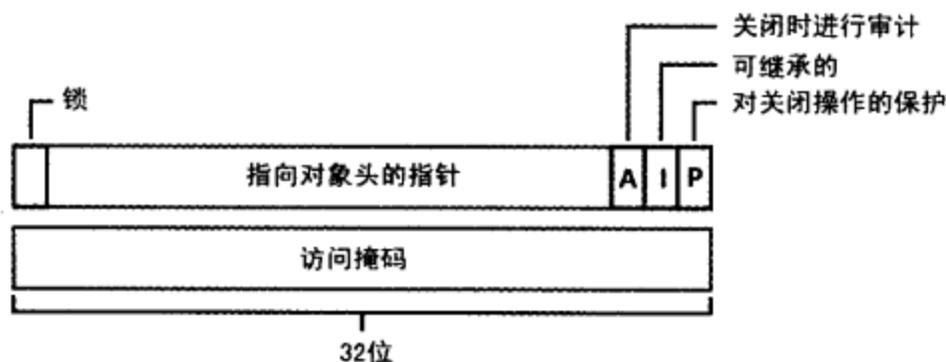 关闭时进行审计
可继承的
对关闭操作的保护
锁
指向对象头的指针
A
I
P
访问掩码
32位